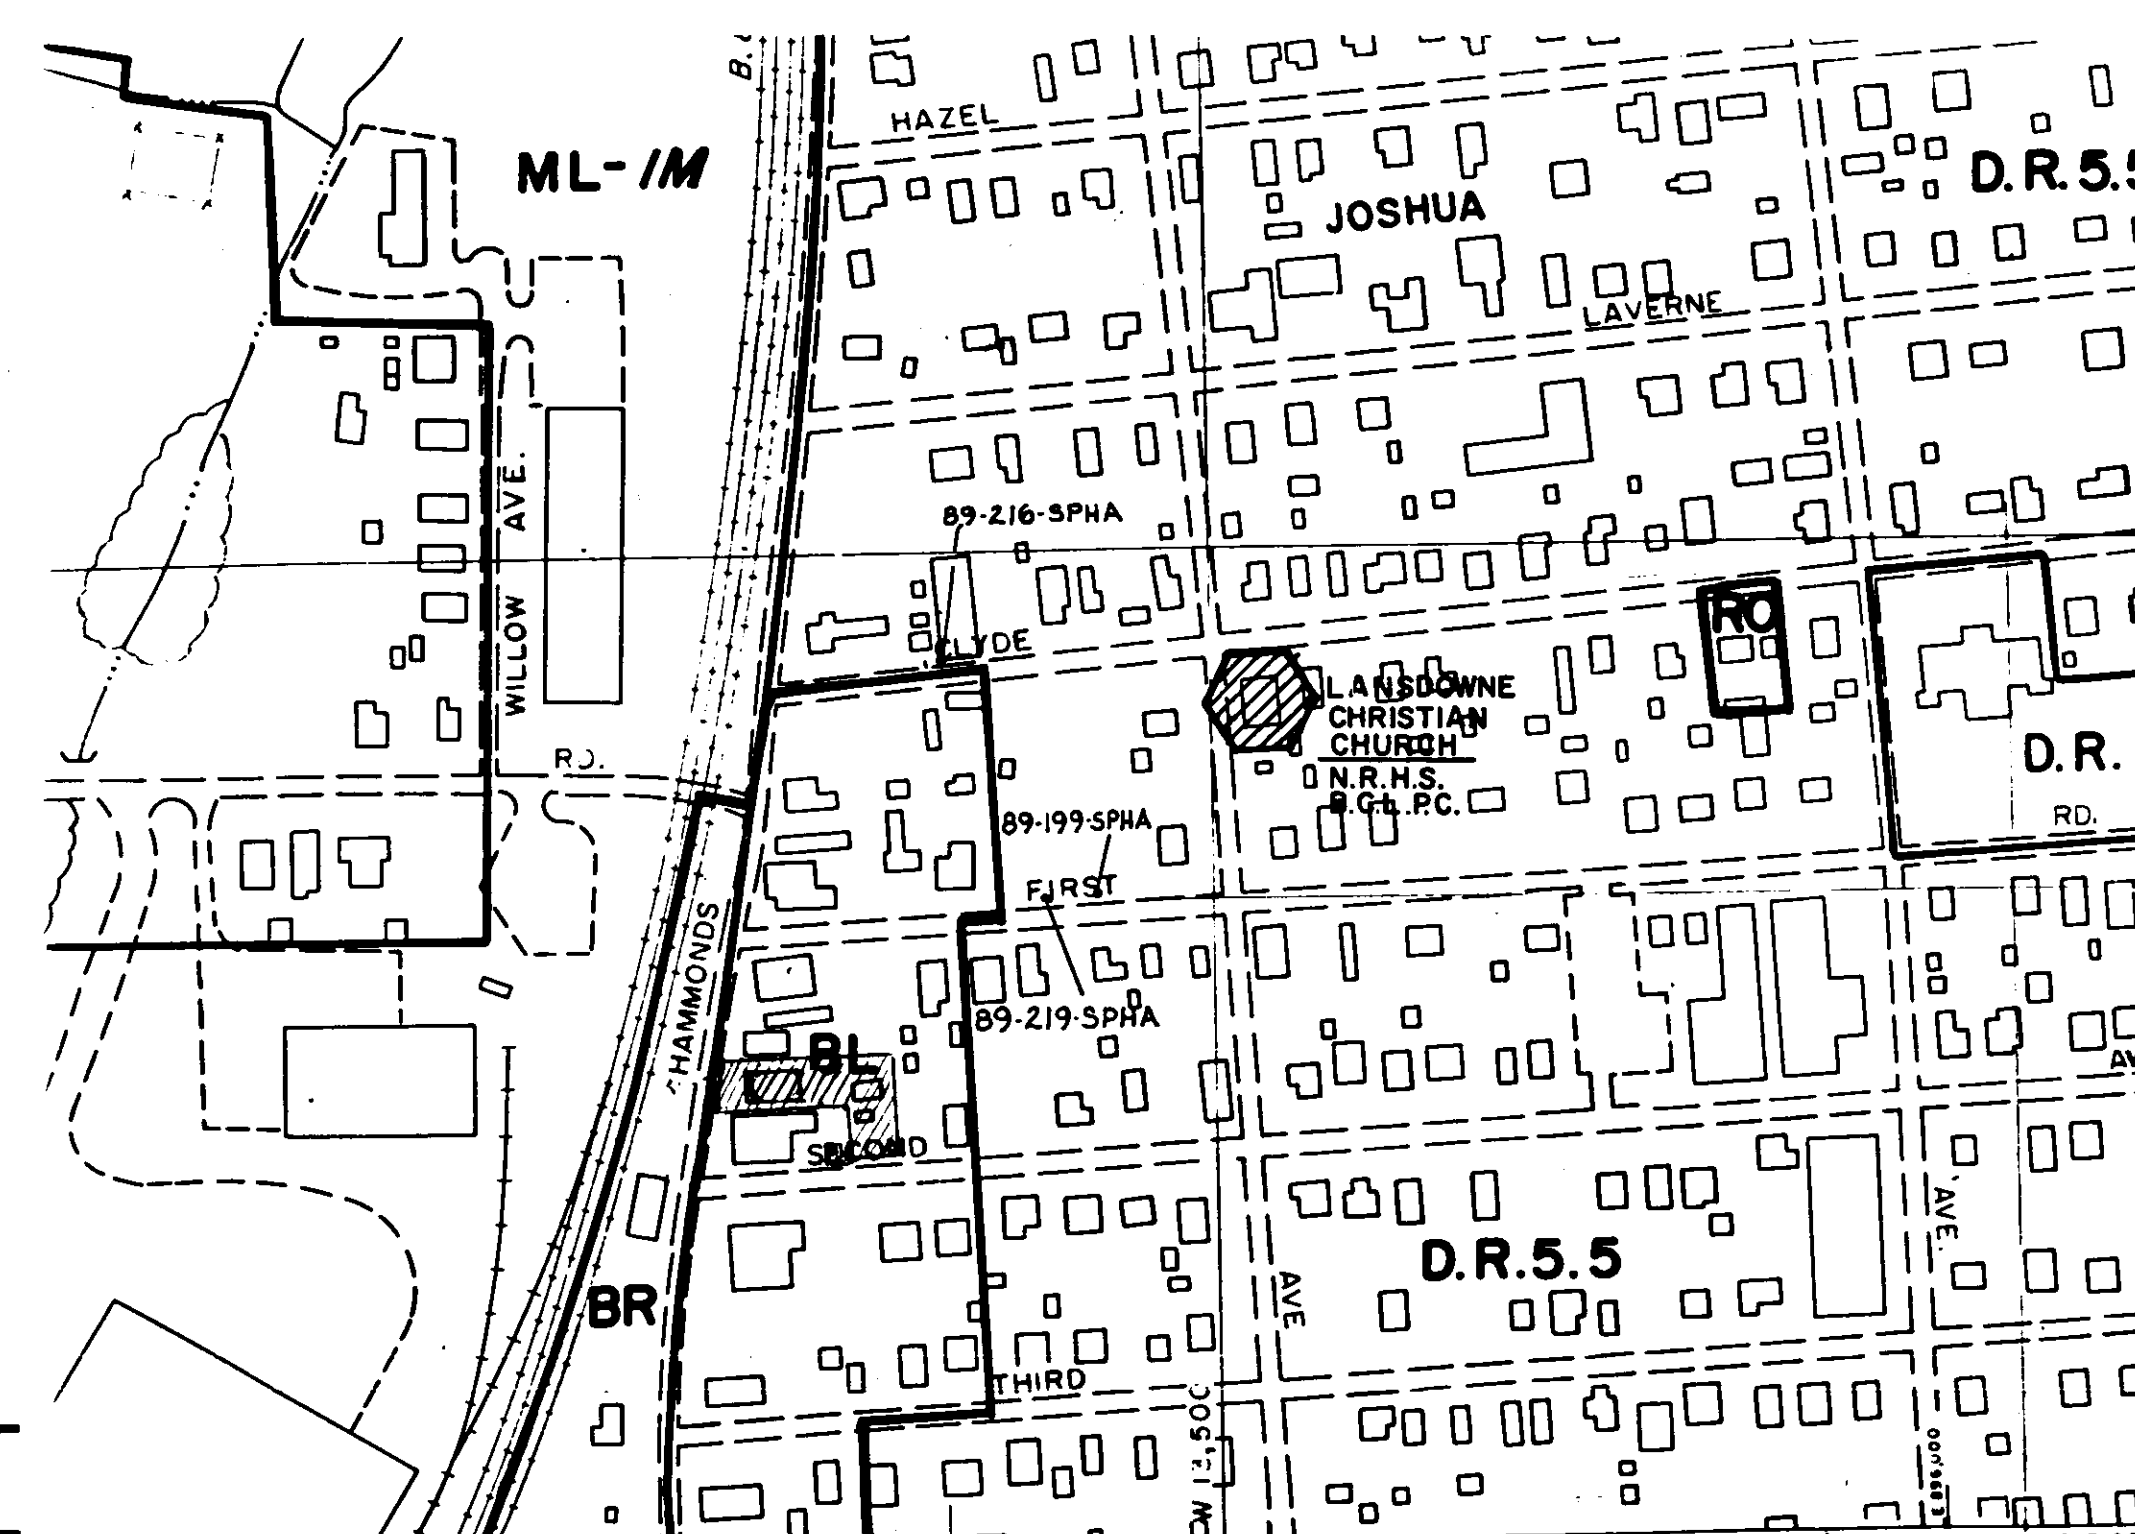 B.
HAZEL
ML-IM
D.R.5.5
JOSHUA
LAVERNE
AVE.
WILLOW
89-216-SPHA
CLYDE
RO
LANSDOWNE
CHRISTIAN
CHURCH
N.R.H.S.
B.C.L.P.C.
D.R.
RD.
RD.
89-199-SPHA
FIRST
HAMMONDS
89-219-SPHA
BL
SECOND
AV
AVE.
D.R.5.5
AVE
BR
THIRD